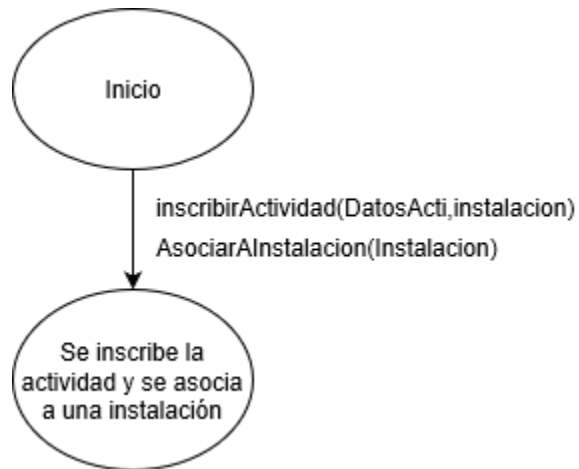 Inicio
inscribirActividad(DatosActi,instalacion)
AsociarAInstalacion(Instalacion)
Se inscribe la
actividad y se asocia
a una instalación